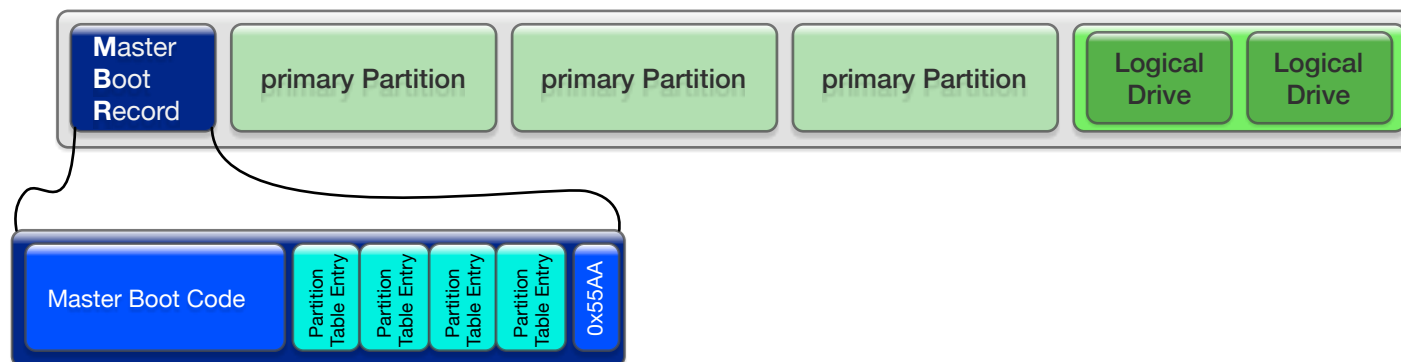 Master
Boot
Record
primary Partition
primary Partition
primary Partition
Logical
Drive
Logical
Drive
Master Boot Code
Partition
Table Entry
Partition
Table Entry
Partition
Table Entry
Partition
Table Entry
0x55AA